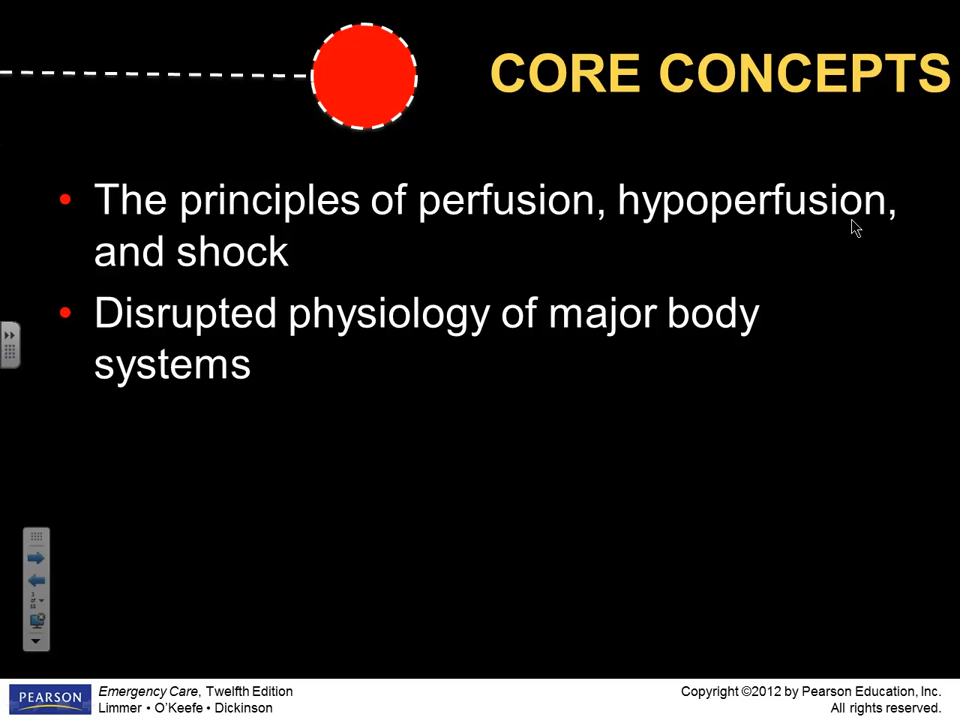 CORE CONCEPTS
• The principles of perfusion, hypoperfusion,
and shock
• Disrupted physiology of major body
systems
PEARSON
Emergency Care, Twelfth Edition
Limmer • O'Keefe • Dickinson
Copyright ©2012 by Pearson Education, Inc.
All rights reserved.